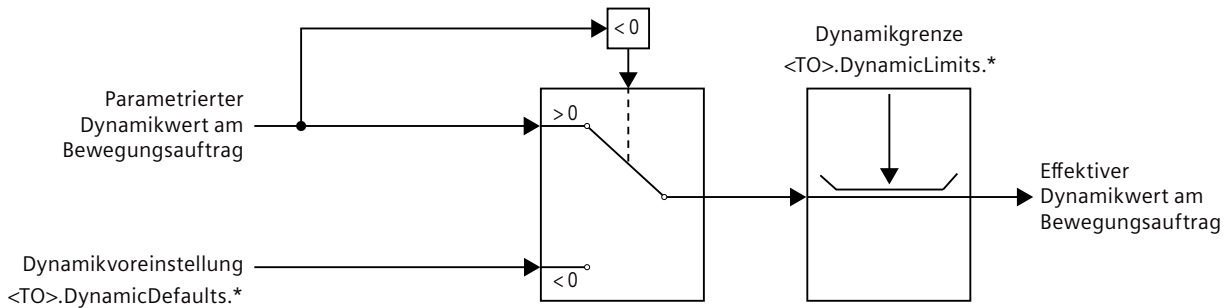 < 0
Dynamikgrenze
<TO>.DynamicLimits.*
Parametrierter
Dynamikwert am
Bewegungsauftrag
> 0
Effektiver
Dynamikwert am
Bewegungsauftrag
Dynamikvoreinstellung
<TO>.DynamicDefaults.*
< 0